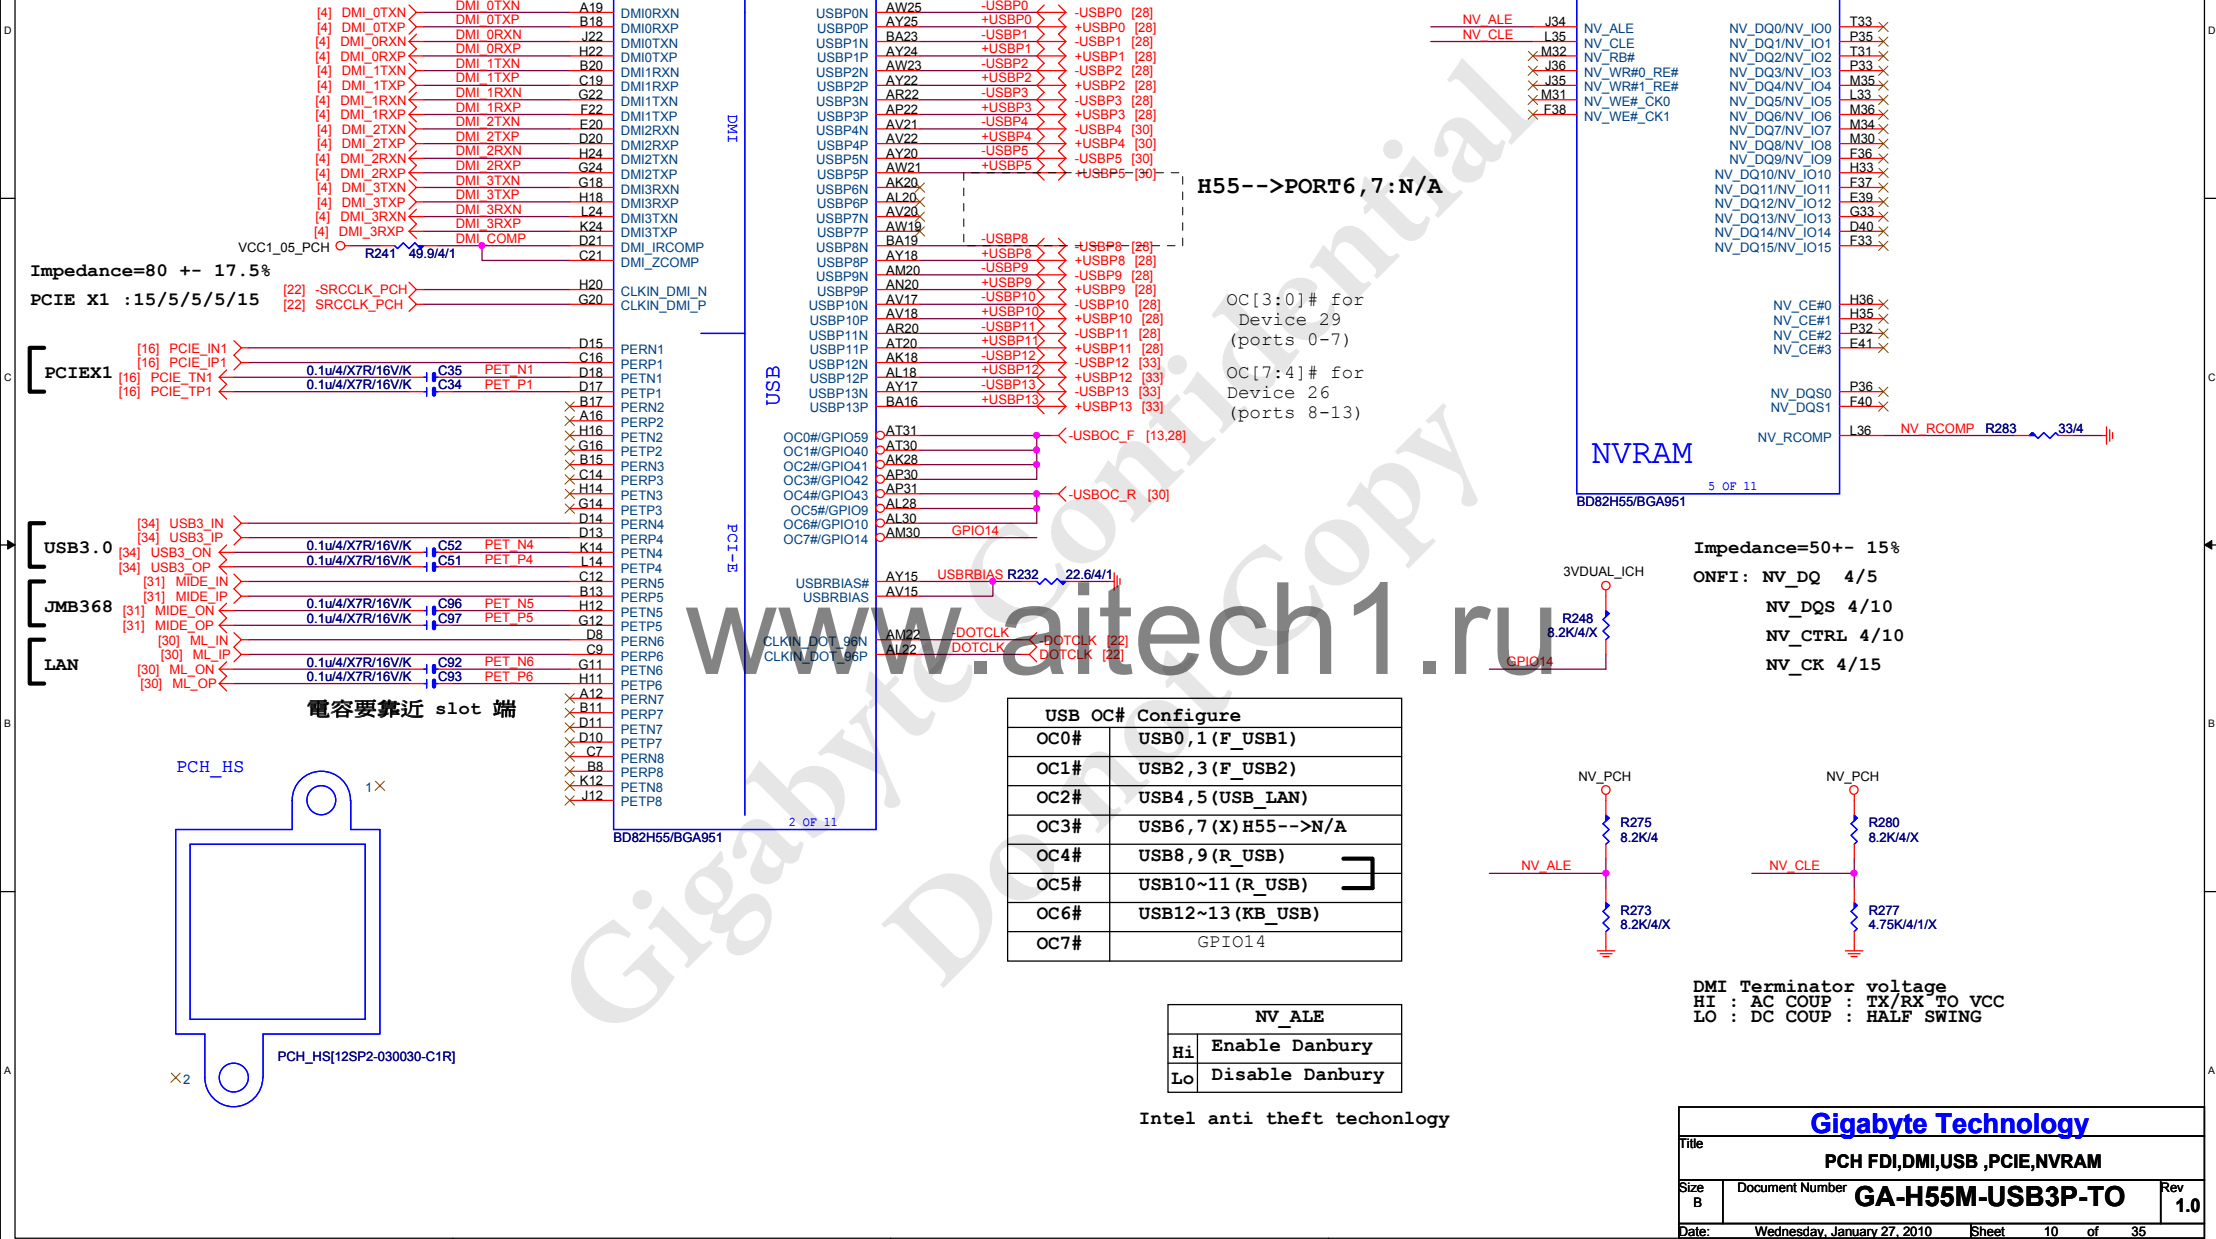 D
D
[4] DMI_0TXN DMI_0TXN A19 DMI0RXN
[4] DMI_0TXP DMI_0TXP B18 DMI0RXP
[4] DMI_0RXN DMI_0RXN J22 DMI0TXN
[4] DMI_0RXP DMI_0RXP H22 DMI0TXP
[4] DMI_1TXN DMI_1TXN B20 DMI1RXN
[4] DMI_1TXP DMI_1TXP C19 DMI1RXP
[4] DMI_1RXN DMI_1RXN G22 DMI1TXN
[4] DMI_1RXP DMI_1RXP F22 DMI1TXP
[4] DMI_2TXN DMI_2TXN E20 DMI2RXN
[4] DMI_2TXP DMI_2TXP D20 DMI2RXP
[4] DMI_2RXN DMI_2RXN H24 DMI2TXN
[4] DMI_2RXP DMI_2RXP G24 DMI2TXP
[4] DMI_3TXN DMI_3TXN G18 DMI3RXN
[4] DMI_3TXP DMI_3TXP H18 DMI3RXP
[4] DMI_3RXN DMI_3RXN L24 DMI3TXN
[4] DMI_3RXP DMI_3RXP K24 DMI3TXP
VCC1_05_PCH R241 49.9/4/1 DMI_COMP D21 DMI_IRCOMP
C21 DMI_ZCOMP
Impedance=80 +- 17.5%
PCIE X1 :15/5/5/5/15
[22] -SRCCLK_PCH H20 CLKIN_DMI_N
[22] SRCCLK_PCH G20 CLKIN_DMI_P
DMI
C
C
PCIEX1
[16] PCIE_IN1 D15 PERN1
[16] PCIE_IP1 C16 PERP1
[16] PCIE_TN1 0.1u/4/X7R/16V/K C35 PET_N1 D18 PETN1
[16] PCIE_TP1 0.1u/4/X7R/16V/K C34 PET_P1 D17 PETP1
B17 PERN2
A16 PERP2
H16 PETN2
G16 PETP2
B15 PERN3
C14 PERP3
H14 PETN3
G14 PETP3
USB3.0
[34] USB3_IN D14 PERN4
[34] USB3_IP D13 PERP4
[34] USB3_ON 0.1u/4/X7R/16V/K C52 PET_N4 K14 PETN4
[34] USB3_OP 0.1u/4/X7R/16V/K C51 PET_P4 L14 PETP4
JMB368
[31] MIDE_IN C12 PERN5
[31] MIDE_IP B13 PERP5
[31] MIDE_ON 0.1u/4/X7R/16V/K C96 PET_N5 H12 PETN5
[31] MIDE_OP 0.1u/4/X7R/16V/K C97 PET_P5 G12 PETP5
LAN
[30] ML_IN D8 PERN6
[30] ML_IP C9 PERP6
[30] ML_ON 0.1u/4/X7R/16V/K C92 PET_N6 G11 PETN6
[30] ML_OP 0.1u/4/X7R/16V/K C93 PET_P6 H11 PETP6
電容要靠近 slot 端
A12 PERN7
B11 PERP7
D11 PETN7
D10 PETP7
C7 PERN8
B8 PERP8
K12 PETN8
J12 PETP8
PCI-E
USB
2 OF 11
BD82H55/BGA951
USBP0N AW25 -USBP0 -USBP0 [28]
USBP0P AY25 +USBP0 +USBP0 [28]
USBP1N BA23 -USBP1 -USBP1 [28]
USBP1P AY24 +USBP1 +USBP1 [28]
USBP2N AW23 -USBP2 -USBP2 [28]
USBP2P AY22 +USBP2 +USBP2 [28]
USBP3N AR22 -USBP3 -USBP3 [28]
USBP3P AP22 +USBP3 +USBP3 [28]
USBP4N AV21 -USBP4 -USBP4 [30]
USBP4P AV22 +USBP4 +USBP4 [30]
USBP5N AY20 -USBP5 -USBP5 [30]
USBP5P AW21 +USBP5 +USBP5 [30]
USBP6N AK20
USBP6P AL20
USBP7N AV20
USBP7P AW19
H55-->PORT6,7:N/A
USBP8N BA19 -USBP8 -USBP8 [28]
USBP8P AY18 +USBP8 +USBP8 [28]
USBP9N AM20 -USBP9 -USBP9 [28]
USBP9P AN20 +USBP9 +USBP9 [28]
USBP10N AV17 -USBP10 -USBP10 [28]
USBP10P AV18 +USBP10 +USBP10 [28]
USBP11N AR20 -USBP11 -USBP11 [28]
USBP11P AT20 +USBP11 +USBP11 [28]
USBP12N AK18 -USBP12 -USBP12 [33]
USBP12P AL18 +USBP12 +USBP12 [33]
USBP13N AY17 -USBP13 -USBP13 [33]
USBP13P BA16 +USBP13 +USBP13 [33]
OC[3:0]# for
Device 29
(ports 0-7)
OC[7:4]# for
Device 26
(ports 8-13)
OC0#/GPIO59 AT31 -USBOC_F [13,28]
OC1#/GPIO40 AT30
OC2#/GPIO41 AK28
OC3#/GPIO42 AP30
OC4#/GPIO43 AP31 -USBOC_R [30]
OC5#/GPIO9 AL28
OC6#/GPIO10 AL30
OC7#/GPIO14 AM30 GPIO14
USBRBIAS# AY15 USBRBIAS R232 22.6/4/1
USBRBIAS AV15
CLKIN_DOT_96N AM22 -DOTCLK -DOTCLK [22]
CLKIN_DOT_96P AL22 DOTCLK DOTCLK [22]
www.aitech1.ru
Gigabyte Confidential
Do not Copy
NV_ALE J34 NV_ALE
NV_CLE L35 NV_CLE
M32 NV_RB#
J36 NV_WR#0_RE#
J35 NV_WR#1_RE#
M31 NV_WE#_CK0
F38 NV_WE#_CK1
NV_DQ0/NV_IO0 T33
NV_DQ1/NV_IO1 P35
NV_DQ2/NV_IO2 T31
NV_DQ3/NV_IO3 P33
NV_DQ4/NV_IO4 M35
NV_DQ5/NV_IO5 L33
NV_DQ6/NV_IO6 M36
NV_DQ7/NV_IO7 M34
NV_DQ8/NV_IO8 M30
NV_DQ9/NV_IO9 F36
NV_DQ10/NV_IO10 H33
NV_DQ11/NV_IO11 F37
NV_DQ12/NV_IO12 E39
NV_DQ13/NV_IO13 G33
NV_DQ14/NV_IO14 D40
NV_DQ15/NV_IO15 F33
NV_CE#0 H36
NV_CE#1 H35
NV_CE#2 P32
NV_CE#3 E41
NV_DQS0 P36
NV_DQS1 F40
NV_RCOMP L36 NV_RCOMP R283 33/4
NVRAM
5 OF 11
BD82H55/BGA951
Impedance=50+- 15%
ONFI: NV_DQ 4/5
NV_DQS 4/10
NV_CTRL 4/10
NV_CK 4/15
3VDUAL_ICH
R248
8.2K/4/X
GPIO14
B
B
PCH_HS
1
2
PCH_HS[12SP2-030030-C1R]
USB OC# Configure
OC0# USB0,1(F_USB1)
OC1# USB2,3(F_USB2)
OC2# USB4,5(USB_LAN)
OC3# USB6,7(X)H55-->N/A
OC4# USB8,9(R_USB)
OC5# USB10~11(R_USB)
OC6# USB12~13(KB_USB)
OC7# GPIO14
NV_PCH NV_PCH
R275
8.2K/4
R280
8.2K/4/X
NV_ALE NV_CLE
R273
8.2K/4/X
R277
4.75K/4/1/X
DMI Terminator voltage
HI : AC COUP : TX/RX TO VCC
LO : DC COUP : HALF SWING
NV_ALE
Hi Enable Danbury
Lo Disable Danbury
Intel anti theft techonlogy
A
A
Gigabyte Technology
Title
PCH FDI,DMI,USB ,PCIE,NVRAM
Size
B
Document Number GA-H55M-USB3P-TO
Rev
1.0
Date: Wednesday, January 27, 2010 Sheet 10 of 35